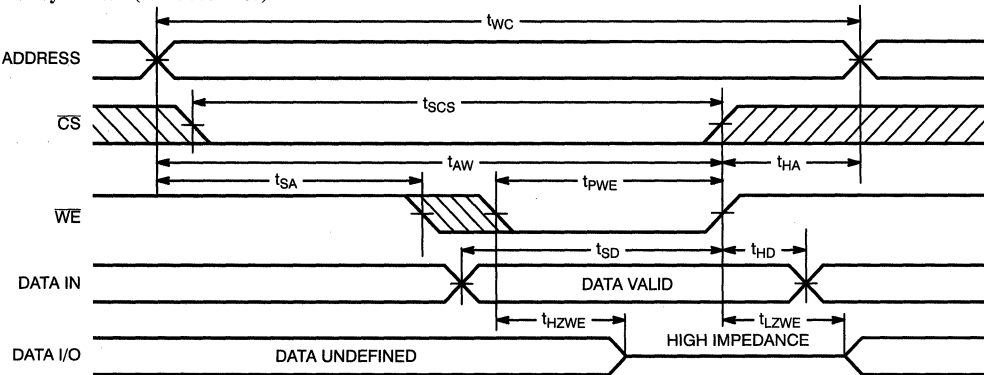 tWC
ADDRESS
tSCS
CS
tAW
tHA
tSA
tPWE
WE
tSD
tHD
DATA IN
DATA VALID
tHZWE
tLZWE
HIGH IMPEDANCE
DATA I/O
DATA UNDEFINED